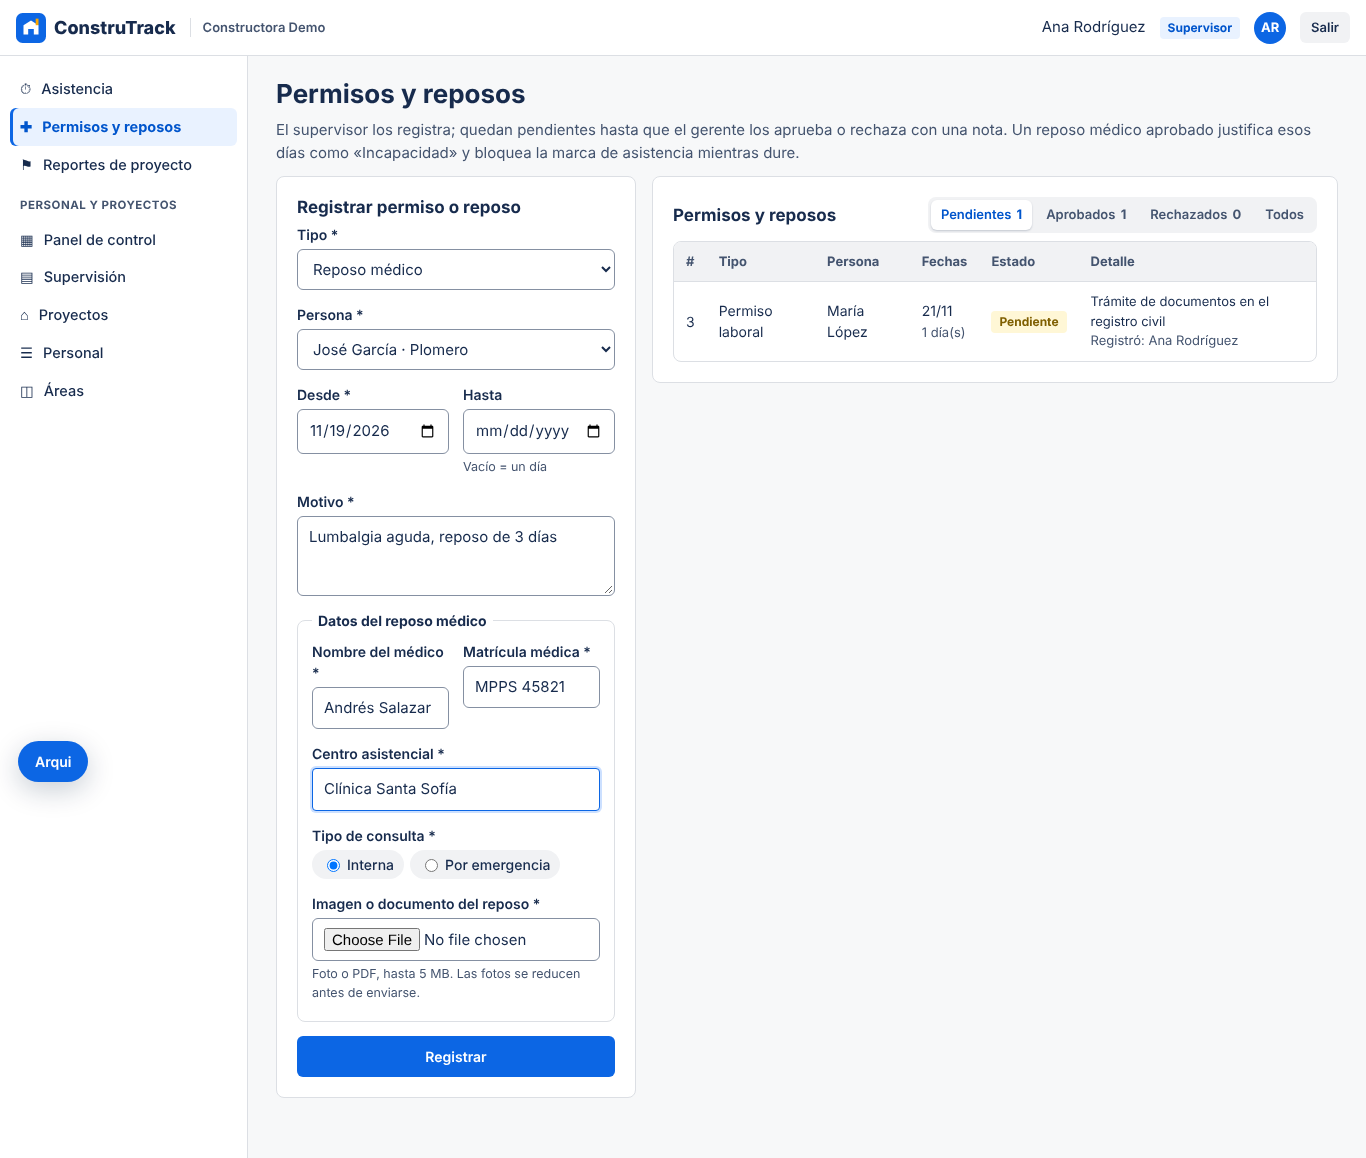 ConstruTrack
Constructora Demo
Ana Rodríguez
Supervisor
AR
Salir
Asistencia
Permisos y reposos
Reportes de proyecto
PERSONAL Y PROYECTOS
Panel de control
Supervisión
Proyectos
Personal
Áreas
Arqui
Permisos y reposos
El supervisor los registra; quedan pendientes hasta que el gerente los aprueba o rechaza con una nota. Un reposo médico aprobado justifica esos
días como «Incapacidad» y bloquea la marca de asistencia mientras dure.
Registrar permiso o reposo
Tipo *
Reposo médico
Persona *
José García · Plomero
Desde *
Hasta
11/19/2026
mm/dd/yyyy
Vacío = un día
Motivo *
Lumbalgia aguda, reposo de 3 días
Datos del reposo médico
Nombre del médico
*
Matrícula médica *
Andrés Salazar
MPPS 45821
Centro asistencial *
Clínica Santa Sofía
Tipo de consulta *
Interna
Por emergencia
Imagen o documento del reposo *
Choose File No file chosen
Foto o PDF, hasta 5 MB. Las fotos se reducen
antes de enviarse.
Registrar
Permisos y reposos
Pendientes 1
Aprobados 1
Rechazados 0
Todos
# Tipo Persona Fechas Estado Detalle
3
Permiso
laboral
María
López
21/11
1 día(s)
Pendiente
Trámite de documentos en el
registro civil
Registró: Ana Rodríguez